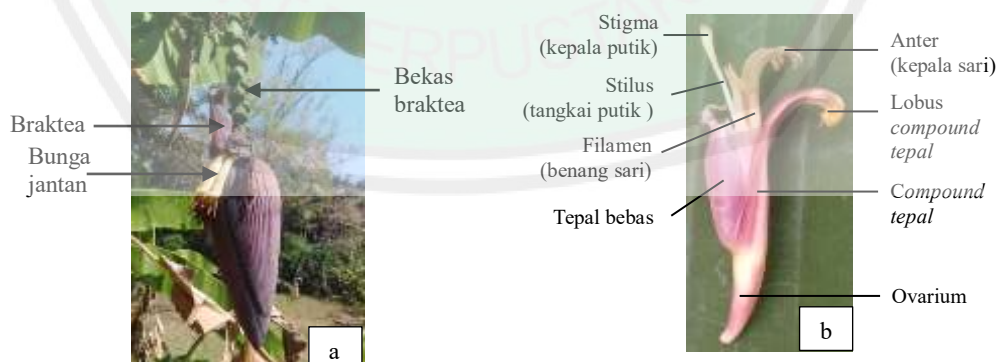 ERPUST
Bekas
braktea
Braktea
Bunga
jantan
a
Stigma
(kepala putik)
Stilus
(tangkai putik )
Filamen
(benang sari)
Tepal bebas
Anter
(kepala sari)
Lobus
compound
tepal
Compound
tepal
Ovarium
b